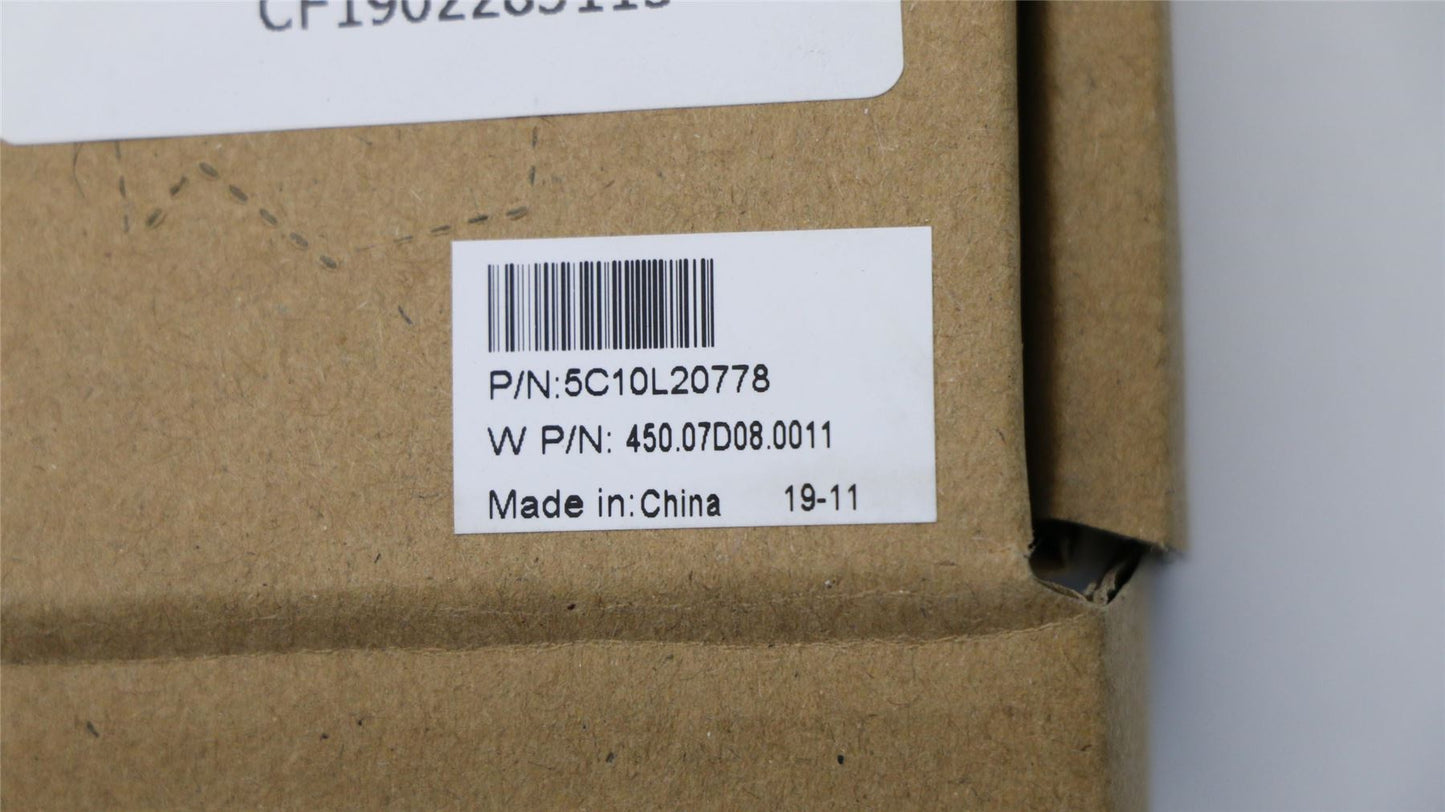 P/N:5C10L20778
W P/N: 450.07D08.0011
Made in:China 19-11